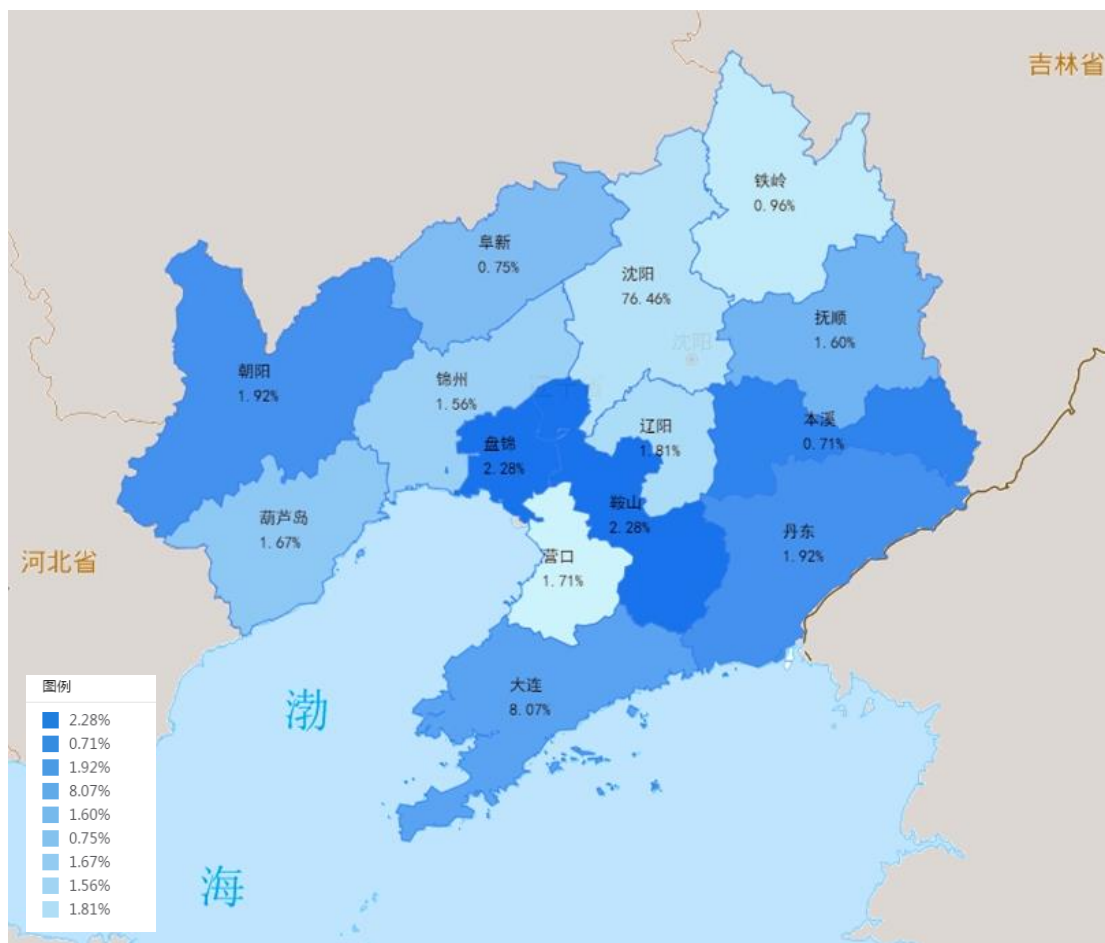 吉林省
铁岭
0.96%
阜新
0.75%
沈阳
76.46%
抚顺
1.60%
沈阳
朝阳
1.92%
锦州
1.56%
本溪
0.71%
辽阳
1.81%
盘锦
2.28%
鞍山
2.28%
葫芦岛
1.67%
丹东
1.92%
河北省
营口
1.71%
大连
8.07%
渤
海
图例
2.28%
0.71%
1.92%
8.07%
1.60%
0.75%
1.67%
1.56%
1.81%